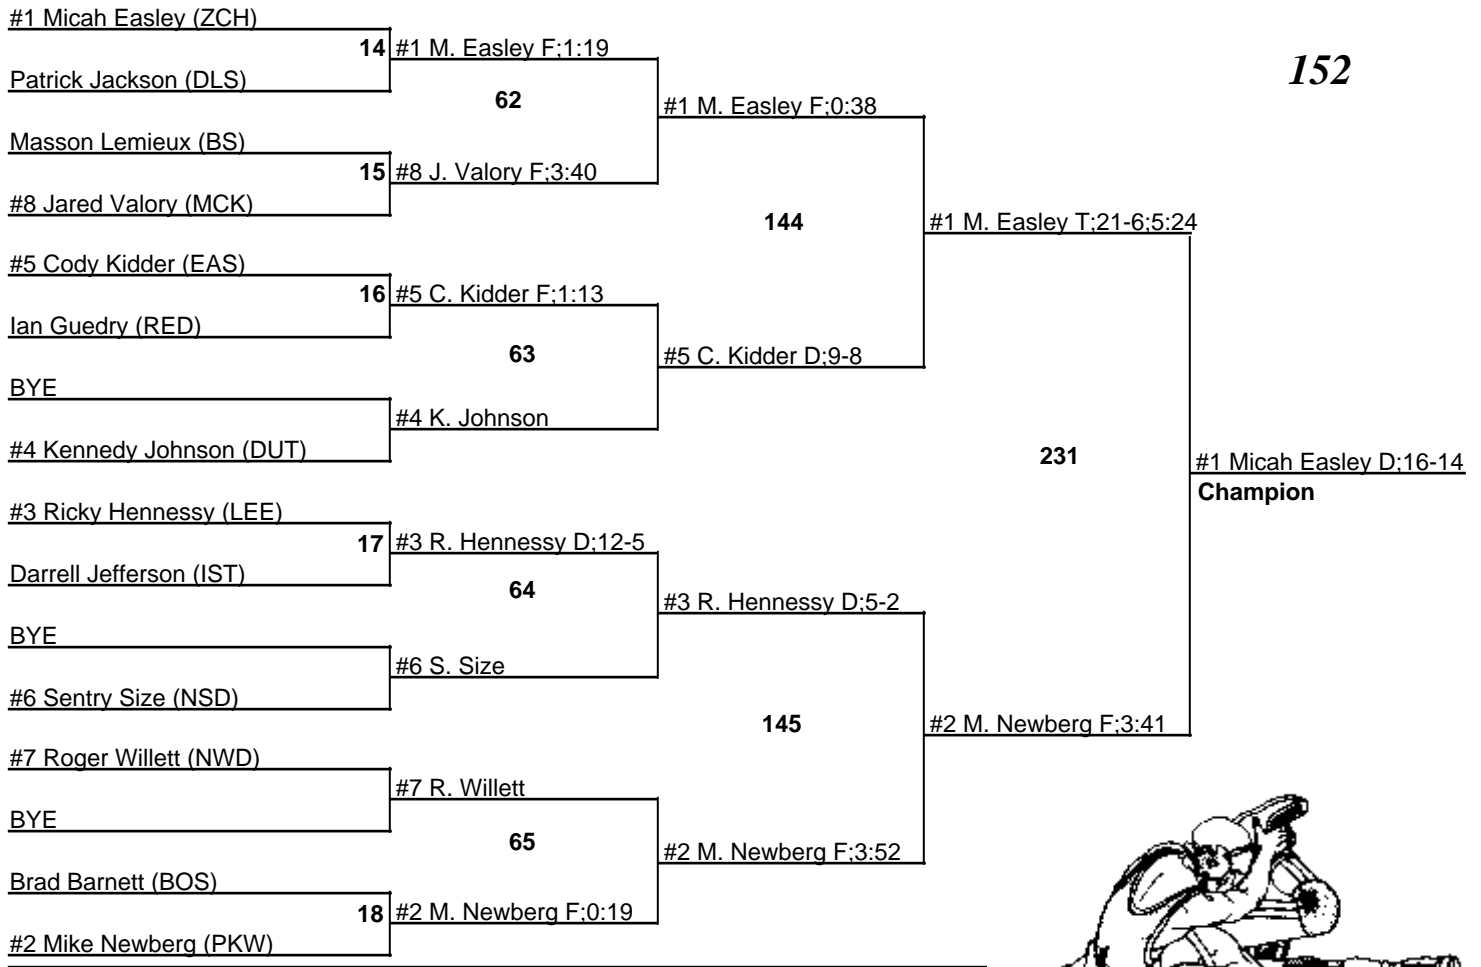 #1 Micah Easley (ZCH)
14 #1 M. Easley F;1:19
152
Patrick Jackson (DLS)
62
#1 M. Easley F;0:38
Masson Lemieux (BS)
15 #8 J. Valory F;3:40
#8 Jared Valory (MCK)
144
#1 M. Easley T;21-6;5:24
#5 Cody Kidder (EAS)
16 #5 C. Kidder F;1:13
Ian Guedry (RED)
63
#5 C. Kidder D;9-8
BYE
#4 K. Johnson
#4 Kennedy Johnson (DUT)
231
#1 Micah Easley D;16-14
Champion
#3 Ricky Hennessy (LEE)
17 #3 R. Hennessy D;12-5
Darrell Jefferson (IST)
64
#3 R. Hennessy D;5-2
BYE
#6 S. Size
#6 Sentry Size (NSD)
145
#2 M. Newberg F;3:41
#7 Roger Willett (NWD)
#7 R. Willett
BYE
65
#2 M. Newberg F;3:52
Brad Barnett (BOS)
18 #2 M. Newberg F;0:19
#2 Mike Newberg (PKW)